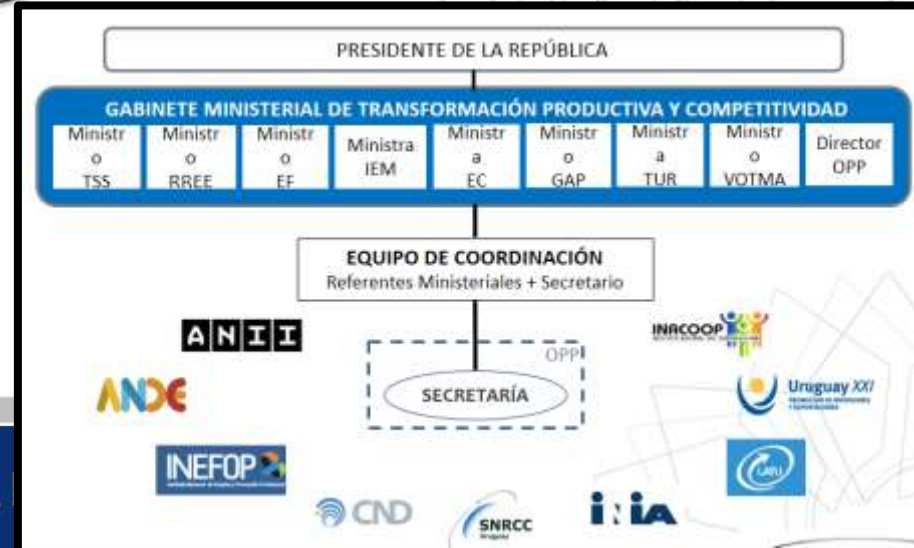 PRESIDENTE DE LA REPÚBLICA
GABINETE MINISTERIAL DE TRANSFORMACIÓN PRODUCTIVA Y COMPETITIVIDAD
Ministr
o
TSS
Ministr
o
RREE
Ministr
o
EF
Ministra
IEM
Ministr
a
EC
Ministr
o
GAP
Ministr
a
TUR
Ministr
o
VOTMA
Director
OPP
EQUIPO DE COORDINACIÓN
Referentes Ministeriales + Secretario
ANII
INACOOP
OPP
ANDE
SECRETARÍA
Uruguay XXI
INEFOP
LATU
CND
SNRCC
Uruguay
INIA